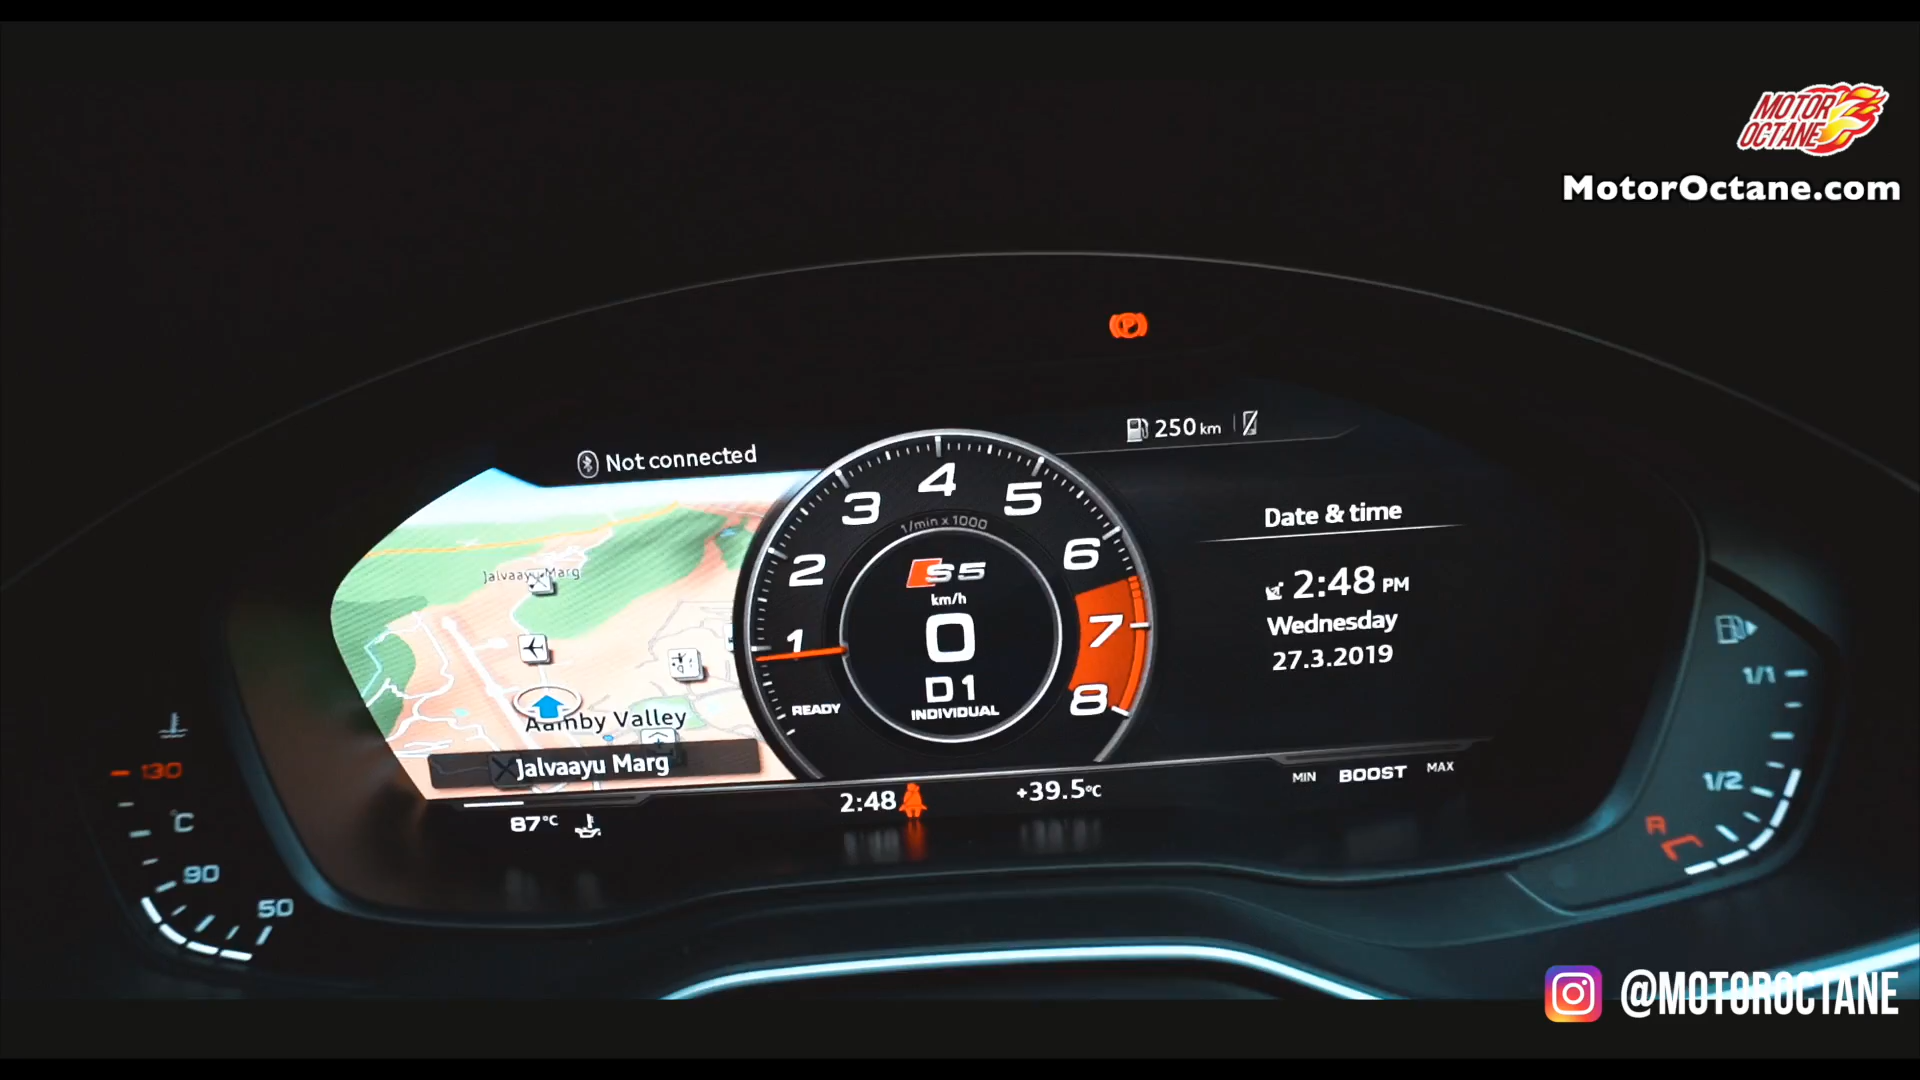 MOTOR
OCTANE
MotorOctane.com
P
Not connected
250 km
4
3
5
1/min x 1000
2
6
Jalvaayu Marg
S5
km/h
0
1
7
D1
READY
INDIVIDUAL
8
Date & time
2:48 PM
Wednesday
27.3.2019
Aamby Valley
Jalvaayu Marg
MIN BOOST MAX
2:48
+39.5°C
87°C
130
°C
90
50
1/1
1/2
R
@MOTOROCTANE